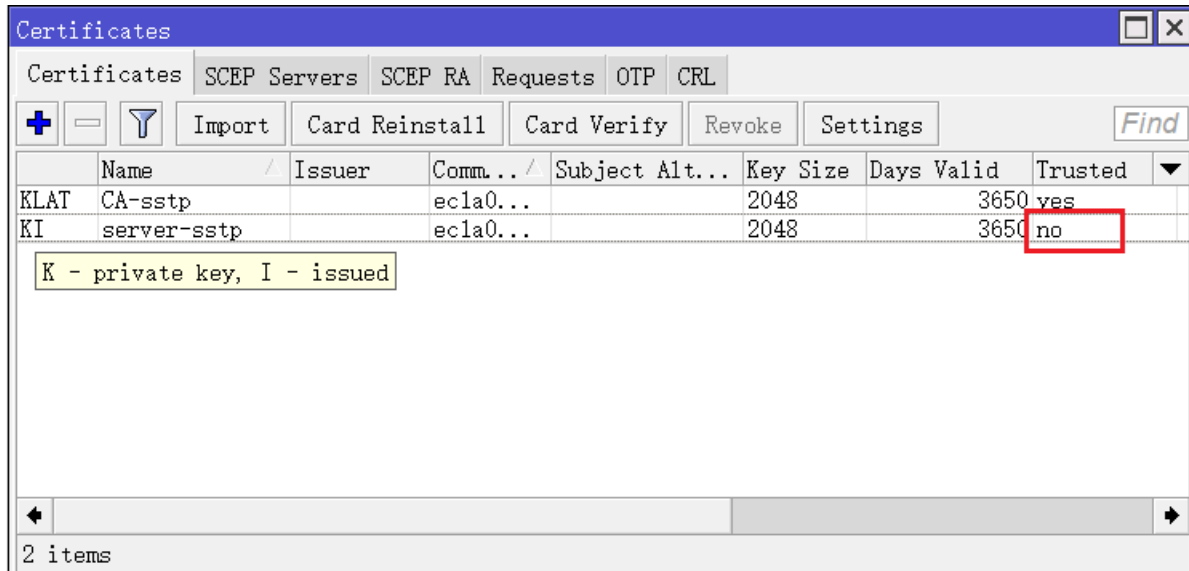 Certificates
Certificates SCEP Servers SCEP RA Requests OTP CRL
Import Card Reinstall Card Verify Revoke Settings Find
Name Issuer Comm... Subject Alt... Key Size Days Valid Trusted
KLAT CA-sstp ec1a0... 2048 3650 yes
KI server-sstp ec1a0... 2048 3650 no
K - private key, I - issued
2 items